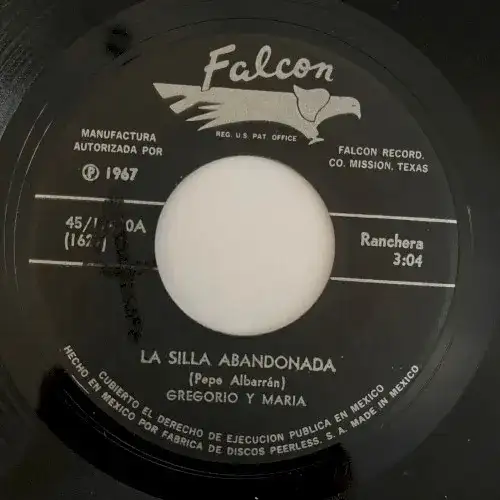 Falcon
REG. U.S. PAT. OFFICE
MANUFACTURA
AUTORIZADA POR
Ⓟ 1967
FALCON RECORD.
CO. MISSION, TEXAS
Ranchera
3:04
LA SILLA ABANDONADA
(Pepe Albarrán)
GREGORIO Y MARIA
CUBIERTO EL DERECHO DE EJECUCION PUBLICA EN MEXICO
HECHO EN MEXICO POR FABRICA DE DISCOS PEERLESS, S. A. MADE IN MEXICO.